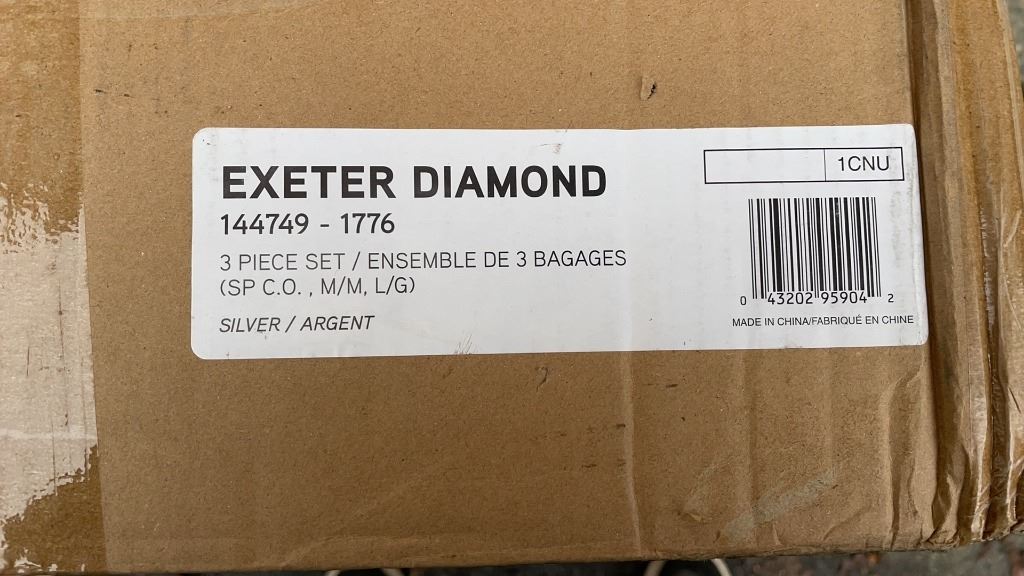 EXETER DIAMOND
144749 - 1776
3 PIECE SET / ENSEMBLE DE 3 BAGAGES
(SP C.O. , M/M, L/G)
SILVER / ARGENT
1CNU
0 43202 95904 2
MADE IN CHINA/FABRIQUÉ EN CHINE